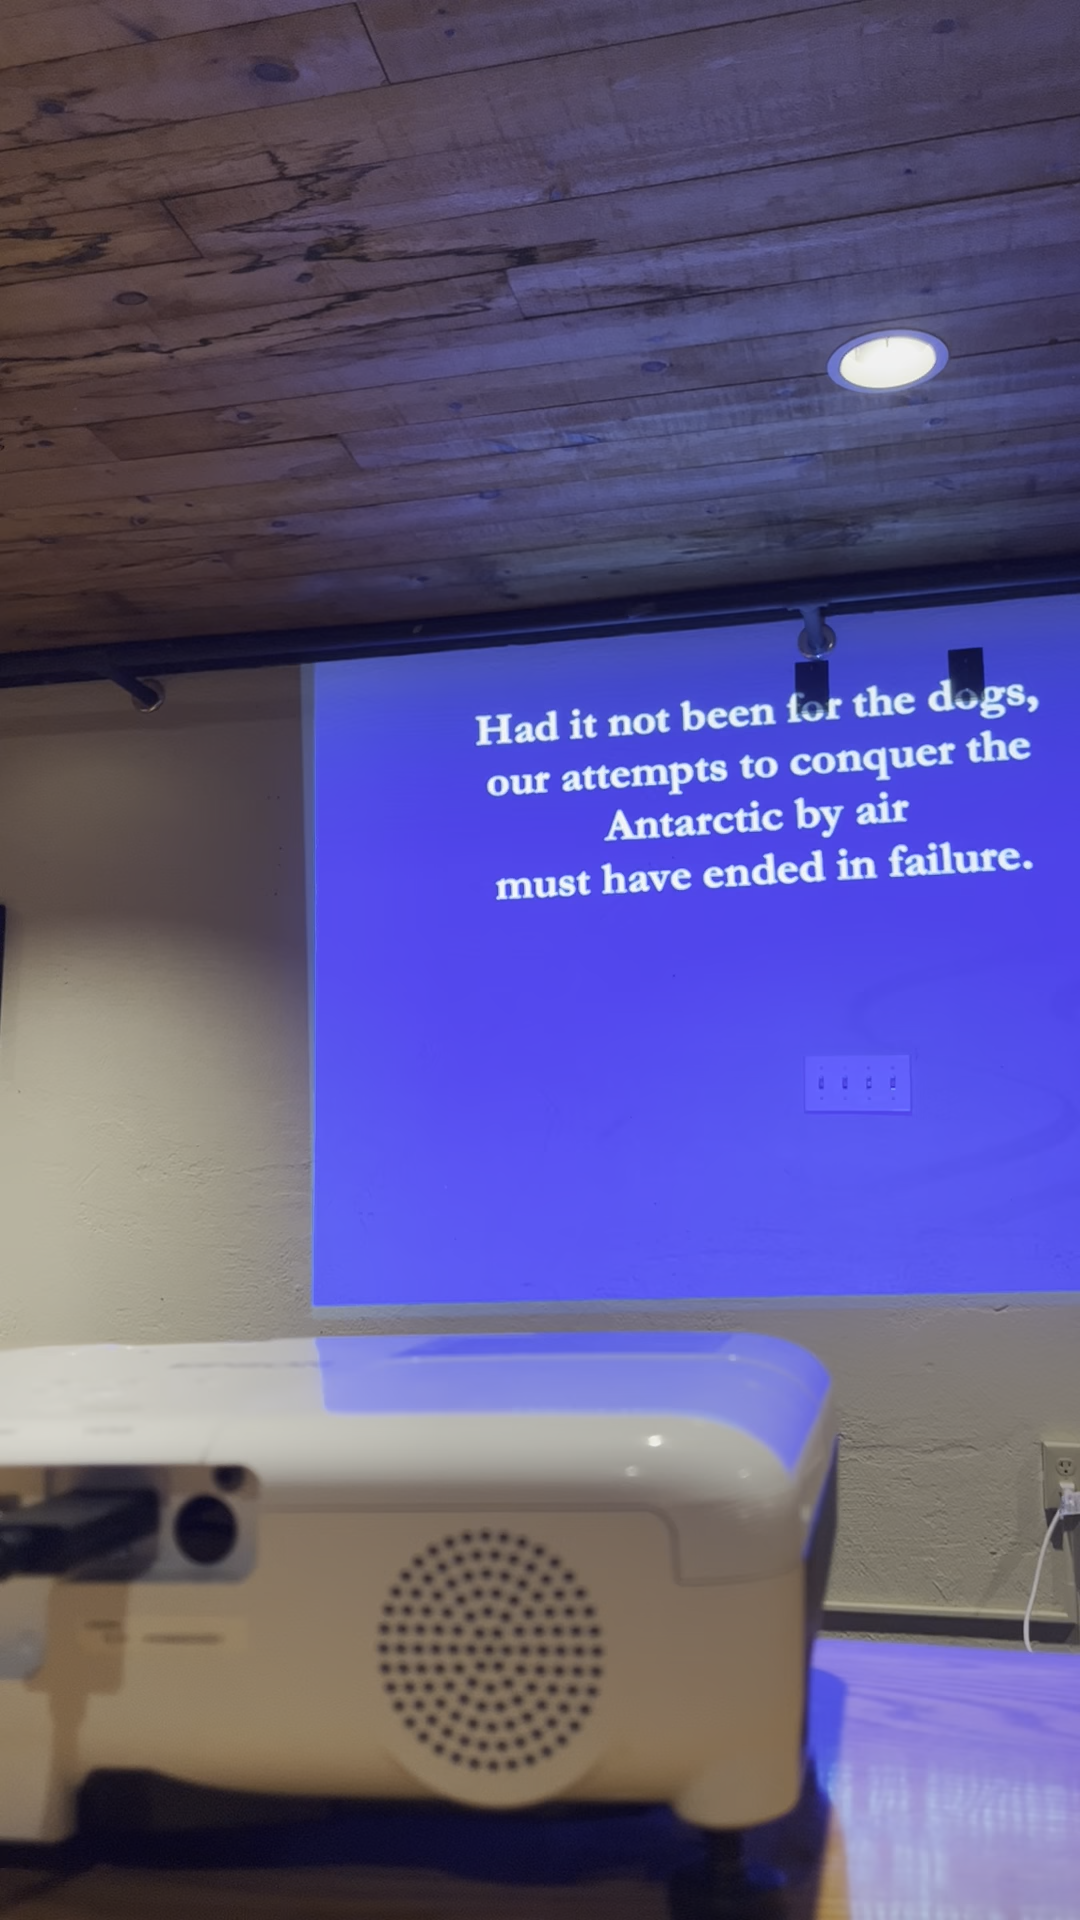 Had it not been for the dogs,
our attempts to conquer the
Antarctic by air
must have ended in failure.